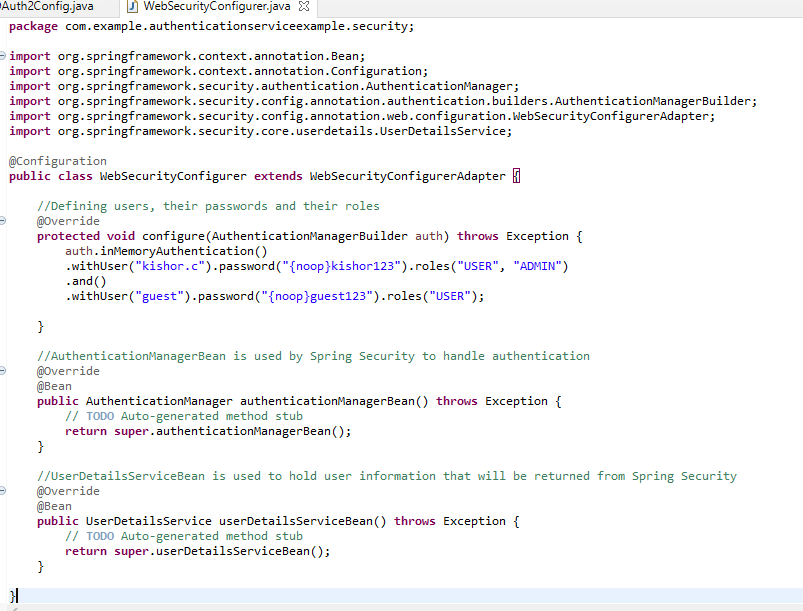 Auth2Config.java WebSecurityConfigurer.java
package com.example.authenticationserviceexample.security;
import org.springframework.context.annotation.Bean;
import org.springframework.context.annotation.Configuration;
import org.springframework.security.authentication.AuthenticationManager;
import org.springframework.security.config.annotation.authentication.builders.AuthenticationManagerBuilder;
import org.springframework.security.config.annotation.web.configuration.WebSecurityConfigurerAdapter;
import org.springframework.security.core.userdetails.UserDetailsService;
@Configuration
public class WebSecurityConfigurer extends WebSecurityConfigurerAdapter {
//Defining users, their passwords and their roles
@Override
protected void configure(AuthenticationManagerBuilder auth) throws Exception {
auth.inMemoryAuthentication()
.withUser("kishor.c").password("{noop}kishor123").roles("USER", "ADMIN")
.and()
.withUser("guest").password("{noop}guest123").roles("USER");
}
//AuthenticationManagerBean is used by Spring Security to handle authentication
@Override
@Bean
public AuthenticationManager authenticationManagerBean() throws Exception {
// TODO Auto-generated method stub
return super.authenticationManagerBean();
}
//UserDetailsServiceBean is used to hold user information that will be returned from Spring Security
@Override
@Bean
public UserDetailsService userDetailsServiceBean() throws Exception {
// TODO Auto-generated method stub
return super.userDetailsServiceBean();
}
}